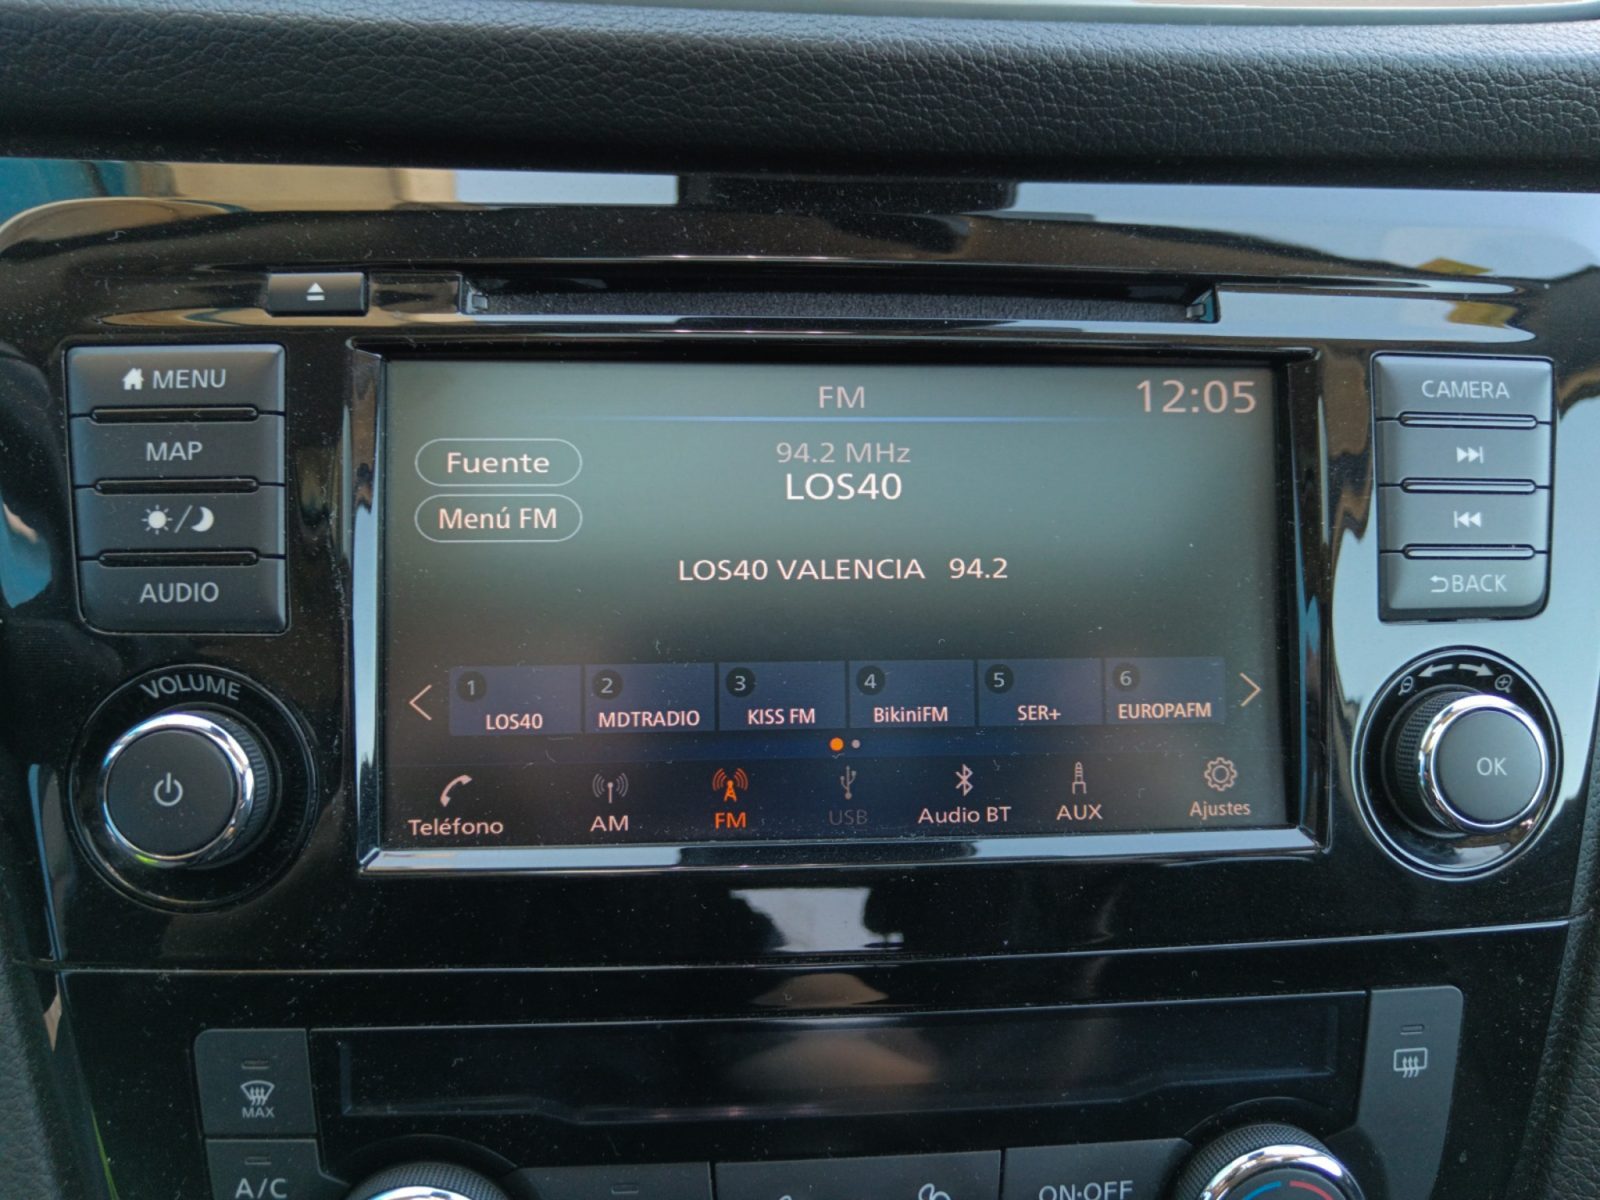 MENU
MAP
AUDIO
VOLUME
FM
12:05
Fuente
Menú FM
94.2 MHz
LOS40
LOS40 VALENCIA 94.2
1 LOS40
2 MDTRADIO
3 KISS FM
4 BikiniFM
5 SER+
6 EUROPAFM
Teléfono
AM
FM
USB
Audio BT
AUX
Ajustes
CAMERA
BACK
OK
MAX
A/C
ON·OFF